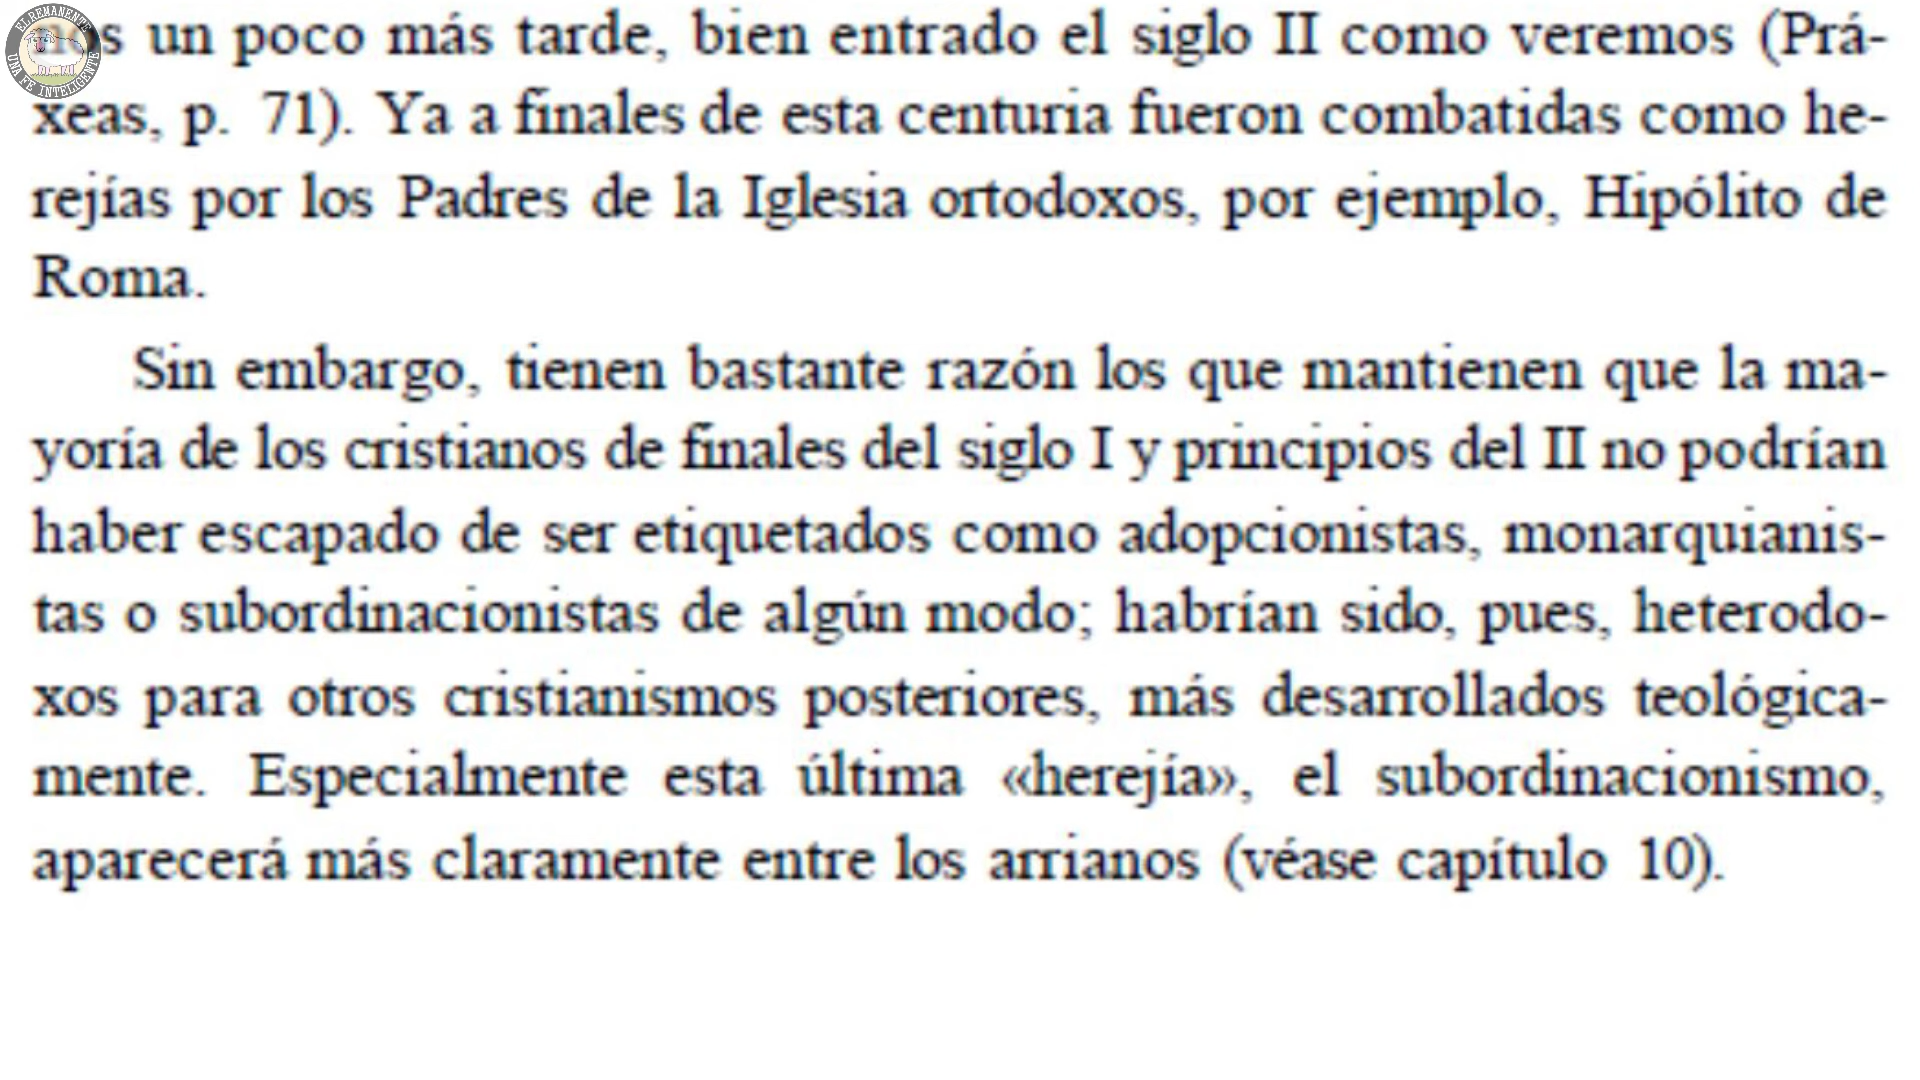 EL REMANENTE
UNA FE INTELIGENTE
un poco más tarde, bien entrado el siglo II como veremos (Prá-
xeas, p. 71). Ya a finales de esta centuria fueron combatidas como he-
rejías por los Padres de la Iglesia ortodoxos, por ejemplo, Hipólito de
Roma.
Sin embargo, tienen bastante razón los que mantienen que la ma-
yoría de los cristianos de finales del siglo I y principios del II no podrían
haber escapado de ser etiquetados como adopcionistas, monarquianis-
tas o subordinacionistas de algún modo; habrían sido, pues, heterodo-
xos para otros cristianismos posteriores, más desarrollados teológica-
mente. Especialmente esta última «herejía», el subordinacionismo,
aparecerá más claramente entre los arrianos (véase capítulo 10).